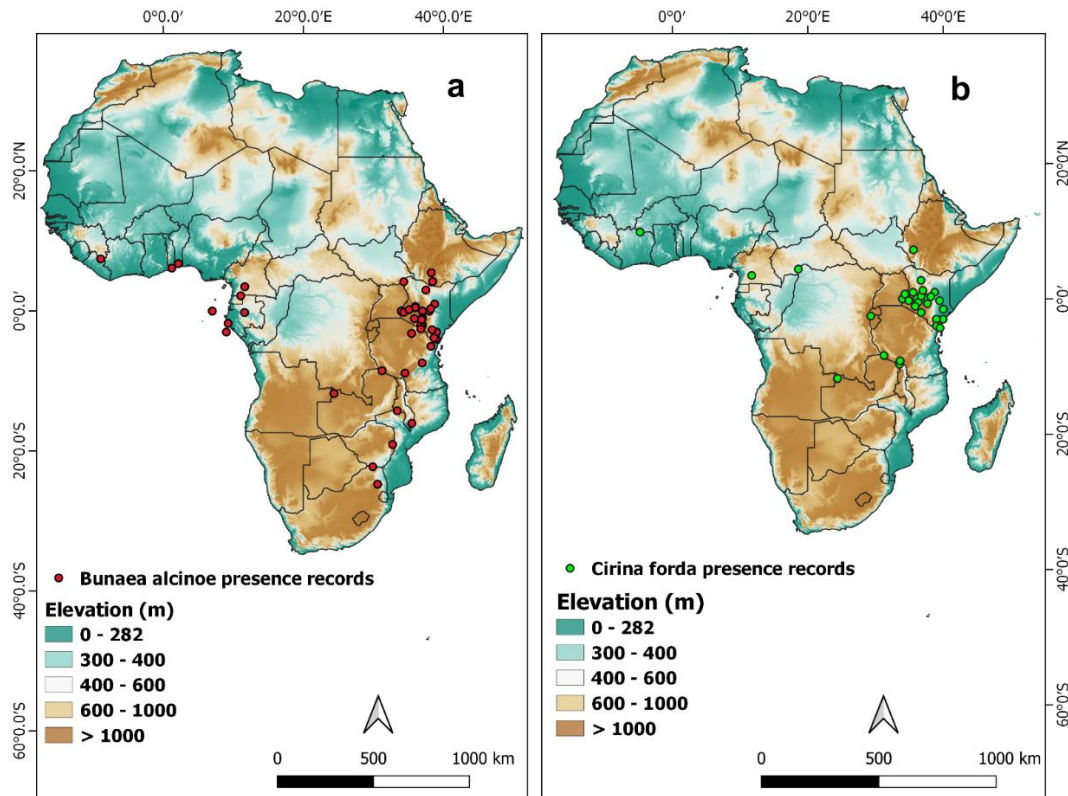 0°0.0' 20°0.0' 40°0.0'
0°0′ 20°0′ 40°0′
a
b
20°0.0'N
0°0.0'
20°0.0'S
40°0.0'S
60°0.0'S
20°0′N
0°0′
20°0′S
40°0′S
60°0′S
Bunaea alcinoe presence records
Elevation (m)
0 - 282
300 - 400
400 - 600
600 - 1000
> 1000
0 500 1000 km
Cirina forda presence records
Elevation (m)
0 - 282
300 - 400
400 - 600
600 - 1000
> 1000
0 500 1000 km